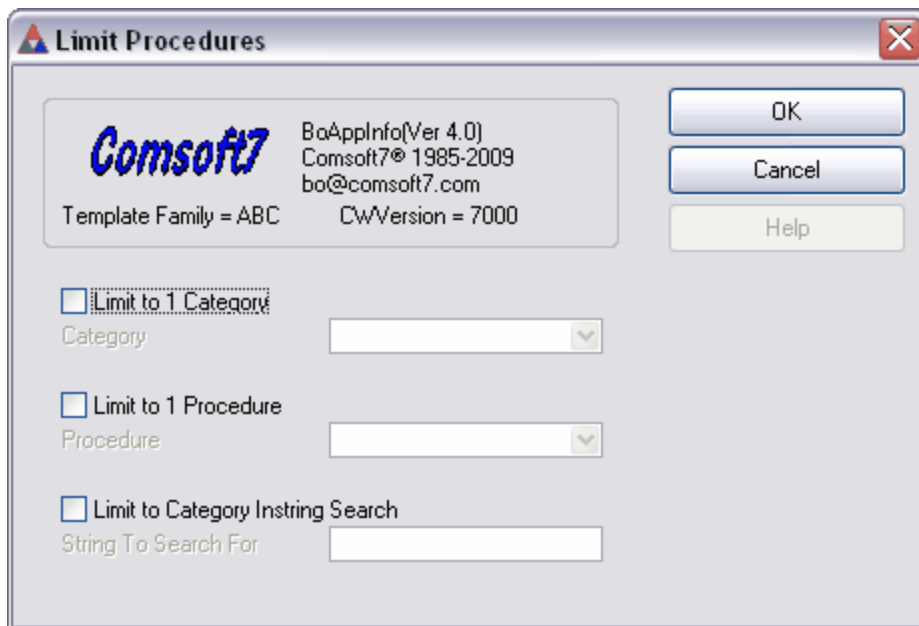 Limit Procedures
Comsoft7
BoAppInfo(Ver 4.0)
Comsoft7® 1985-2009
bo@comsoft7.com
Template Family = ABC CWVersion = 7000
OK
Cancel
Help
Limit to 1 Category
Category
Limit to 1 Procedure
Procedure
Limit to Category Instring Search
String To Search For